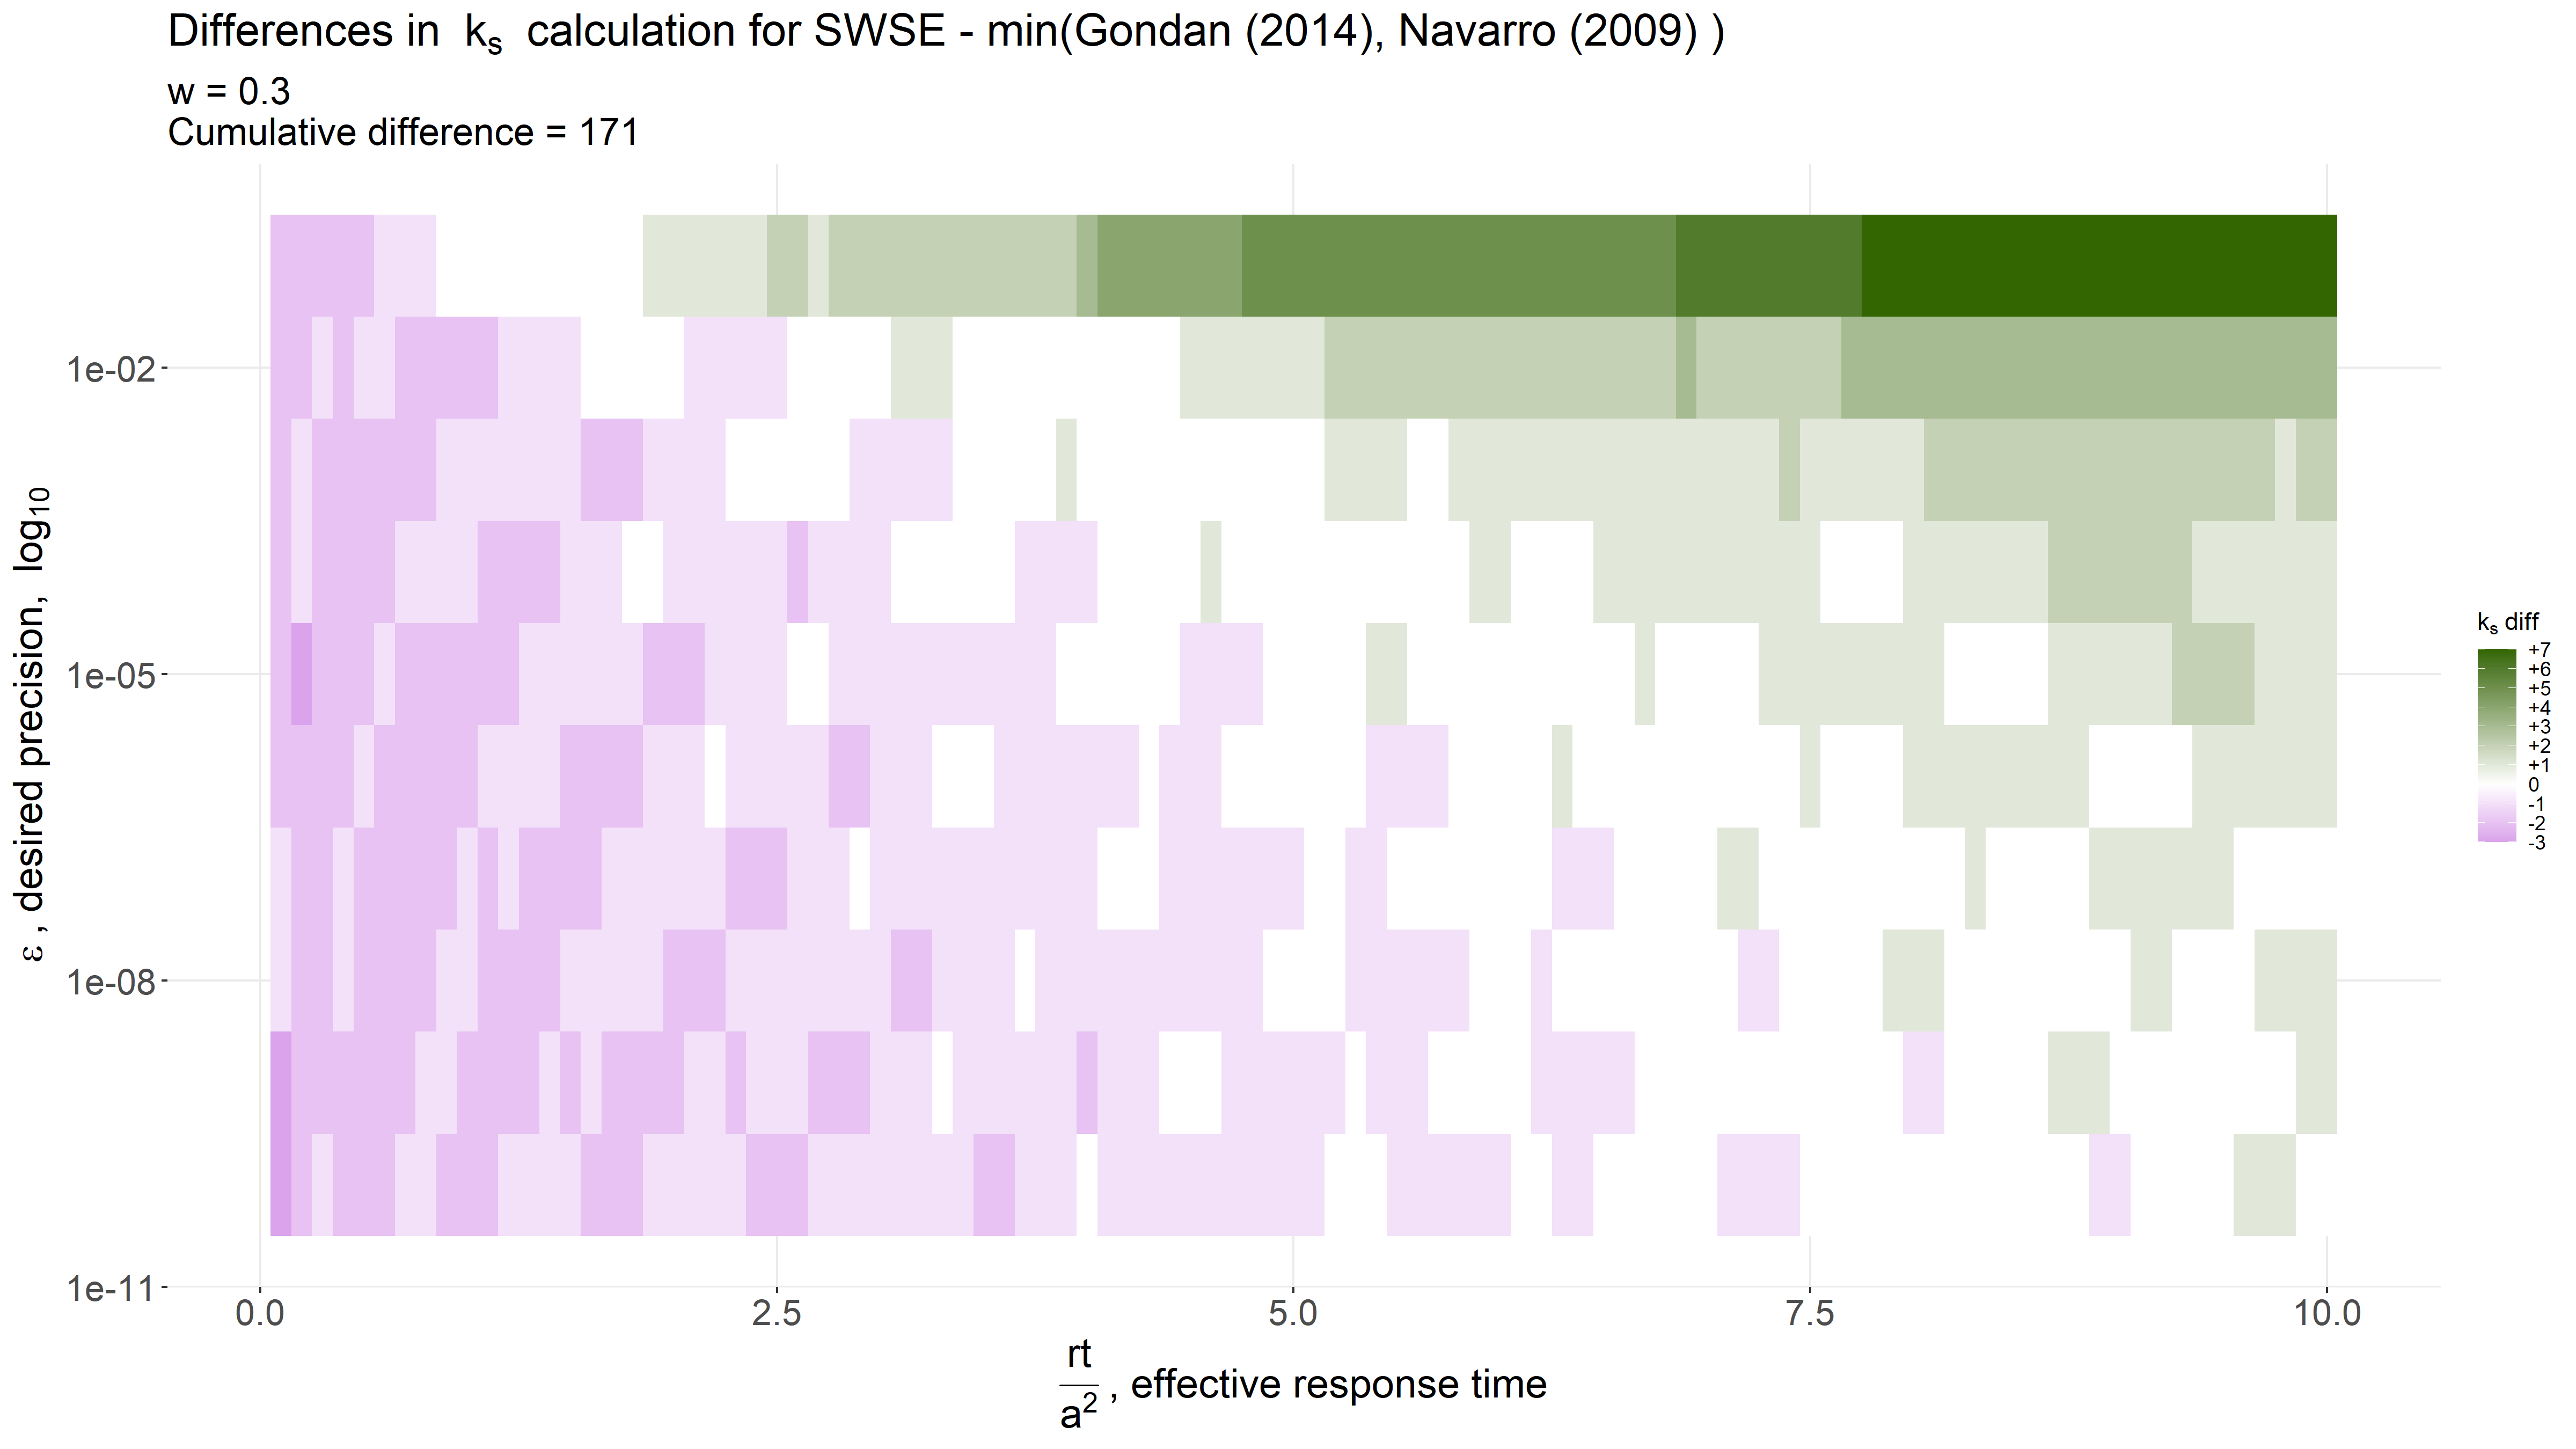 Differences in ks calculation for SWSE - min(Gondan (2014), Navarro (2009) )
w = 0.3
Cumulative difference = 171
ε , desired precision, log10
1e-02
1e-05
1e-08
1e-11
0.0 2.5 5.0 7.5 10.0
rt
a2 , effective response time
ks diff
+7
+6
+5
+4
+3
+2
+1
0
-1
-2
-3